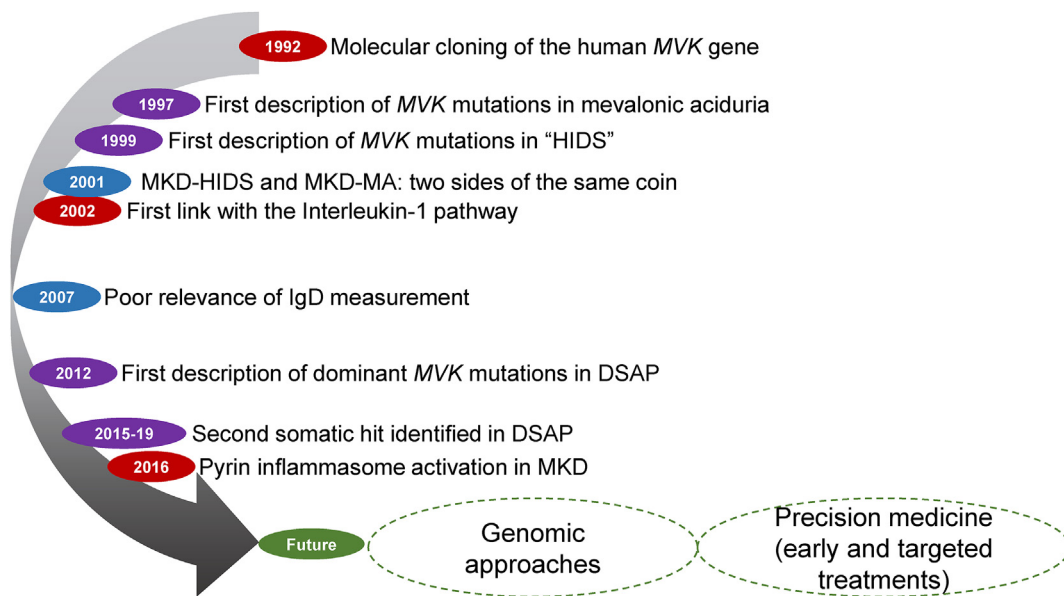 1992 Molecular cloning of the human MVK gene
1997 First description of MVK mutations in mevalonic aciduria
1999 First description of MVK mutations in “HIDS”
2001 MKD-HIDS and MKD-MA: two sides of the same coin
2002 First link with the Interleukin-1 pathway
2007 Poor relevance of IgD measurement
2012 First description of dominant MVK mutations in DSAP
2015-19 Second somatic hit identified in DSAP
2016 Pyrin inflammasome activation in MKD
Future
Genomic
approaches
Precision medicine
(early and targeted
treatments)